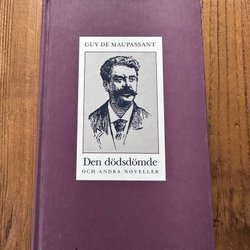 GUY DE MAUPASSANT
Den dödsdömde
OCH ANDRA NOVELLER